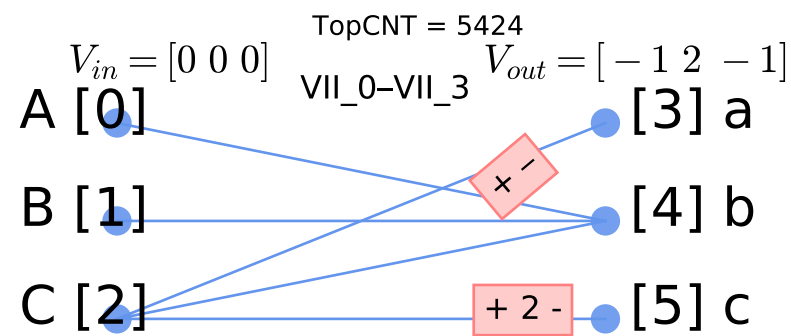 TopCNT = 5424
V_in = [0 0 0]
V_out = [ − 1 2 − 1]
VII_0–VII_3
A [0]
[3] a
+ -
B [1]
[4] b
C [2]
+ 2 -
[5] c